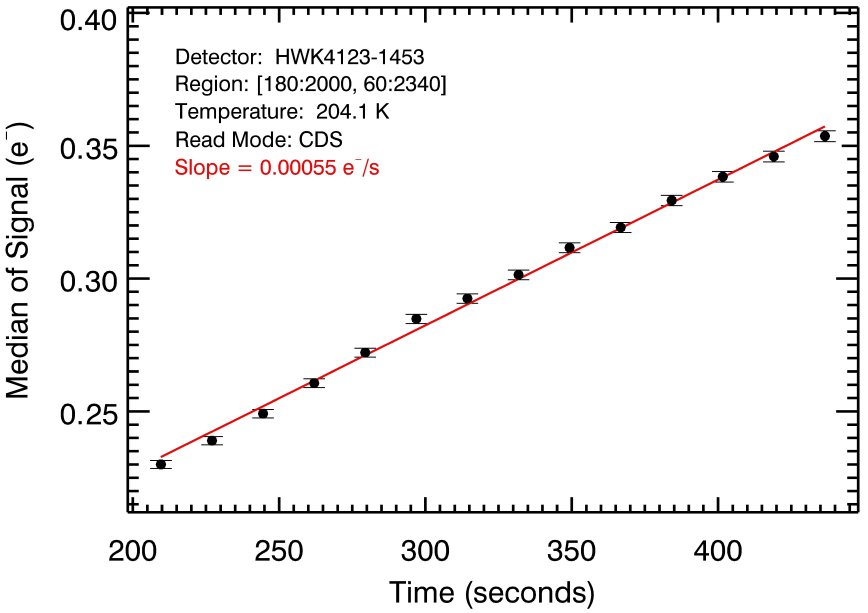 0.40
0.35
0.30
0.25
Median of Signal (e⁻)
Detector: HWK4123-1453
Region: [180:2000, 60:2340]
Temperature: 204.1 K
Read Mode: CDS
Slope = 0.00055 e⁻/s
200 250 300 350 400
Time (seconds)